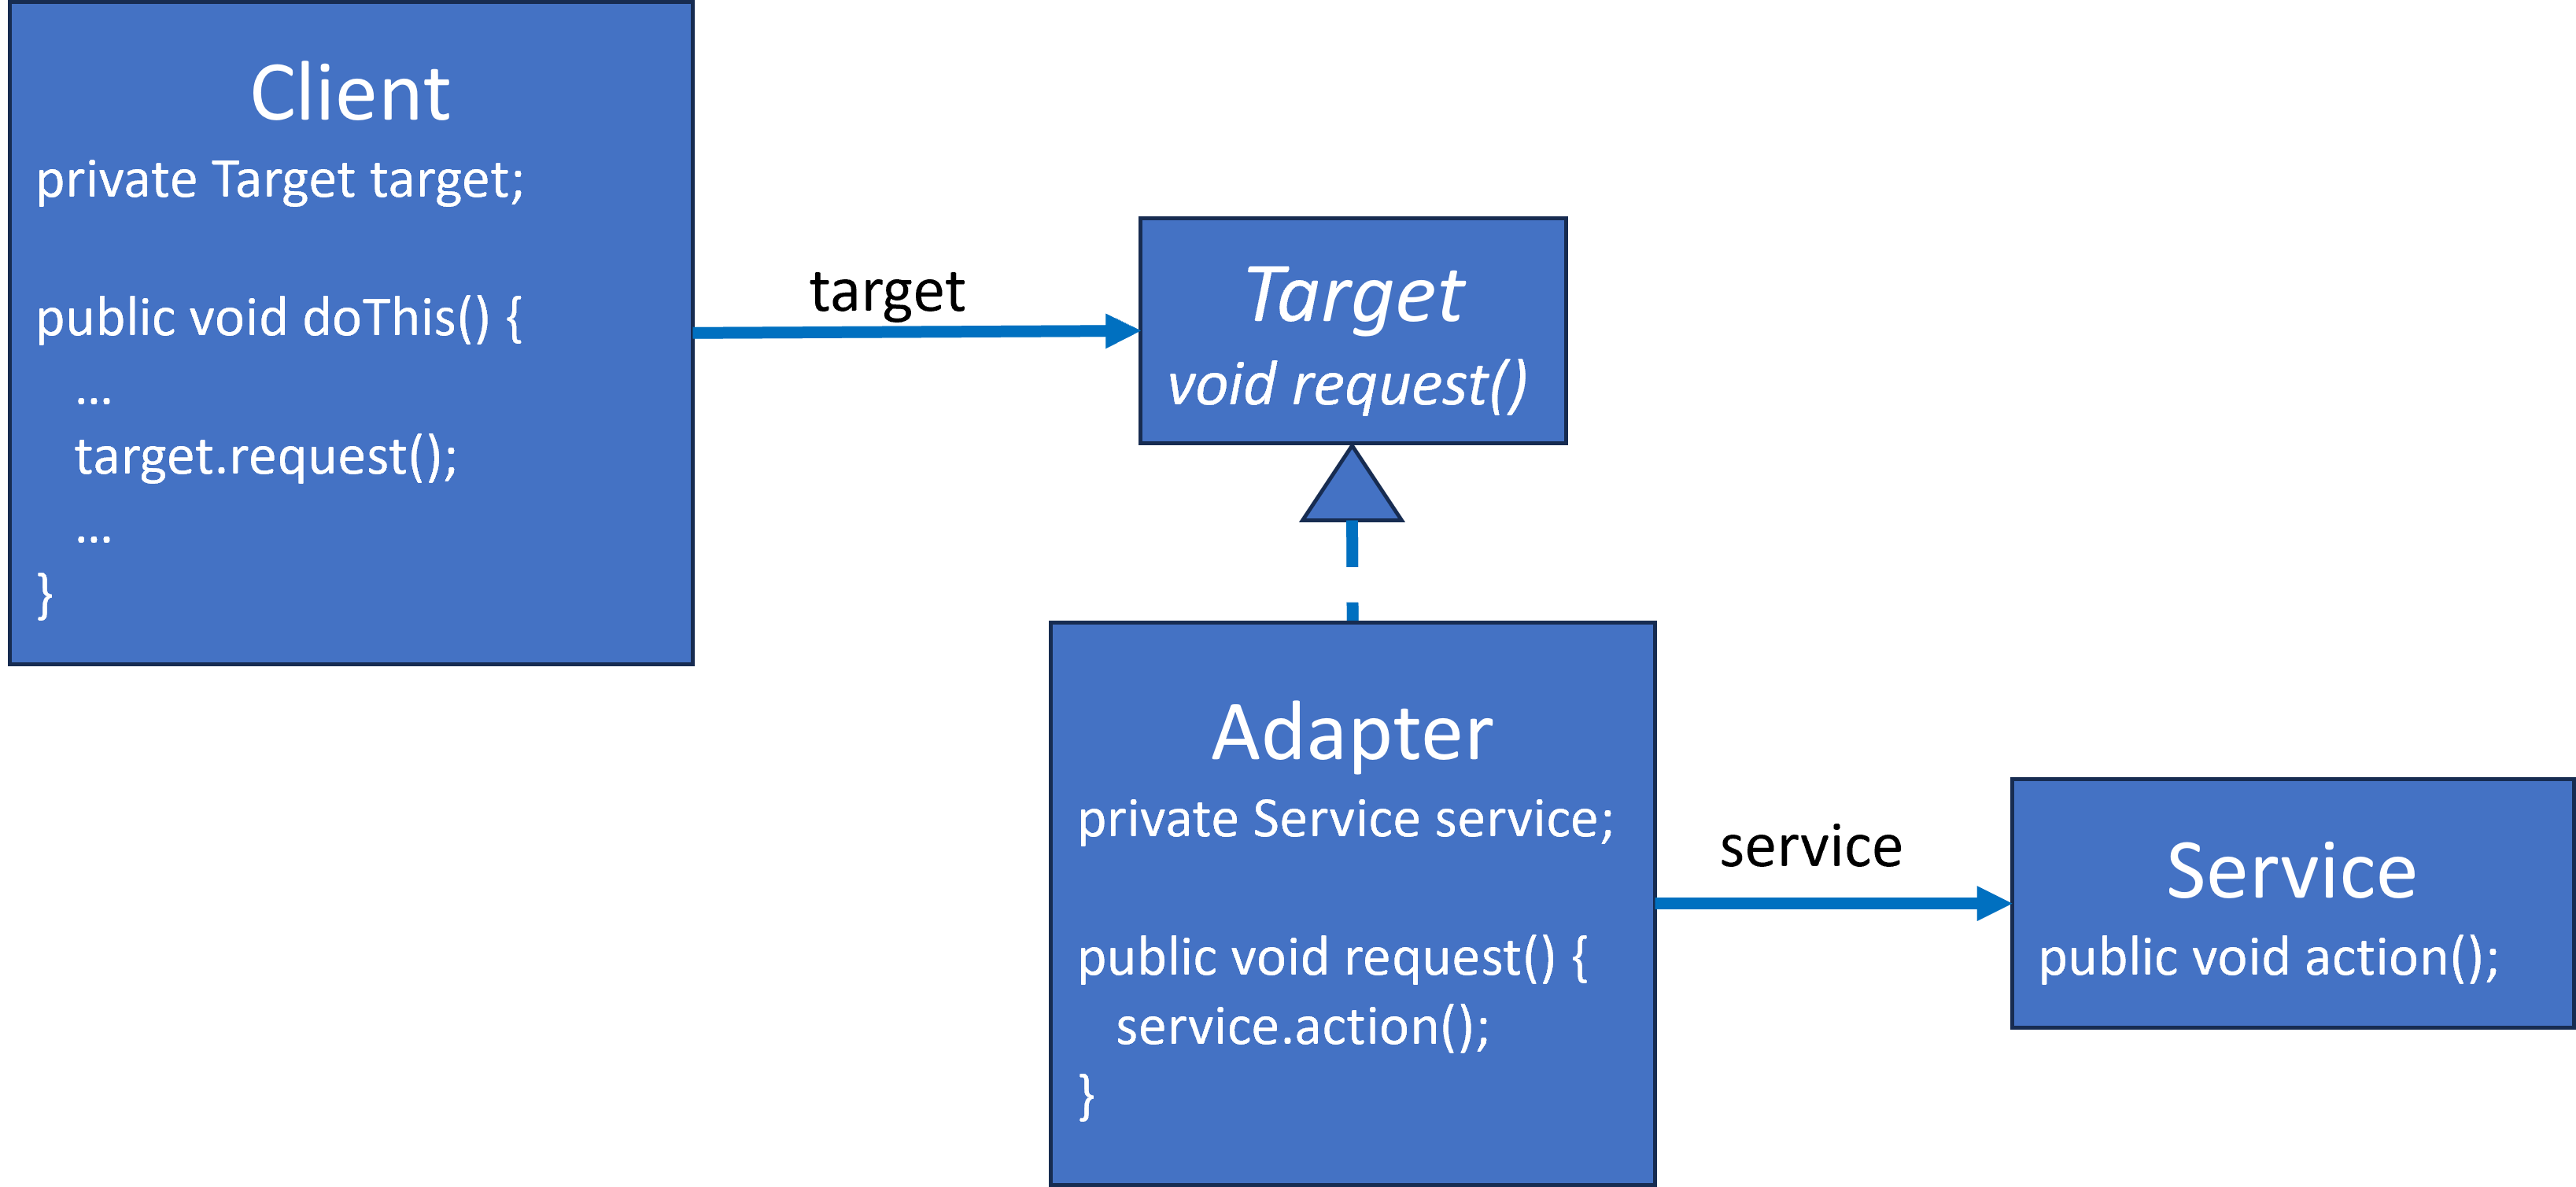 Client
private Target target;
public void doThis() {
...
target.request();
...
}
target
Target
void request()
Adapter
private Service service;
public void request() {
service.action();
}
service
Service
public void action();